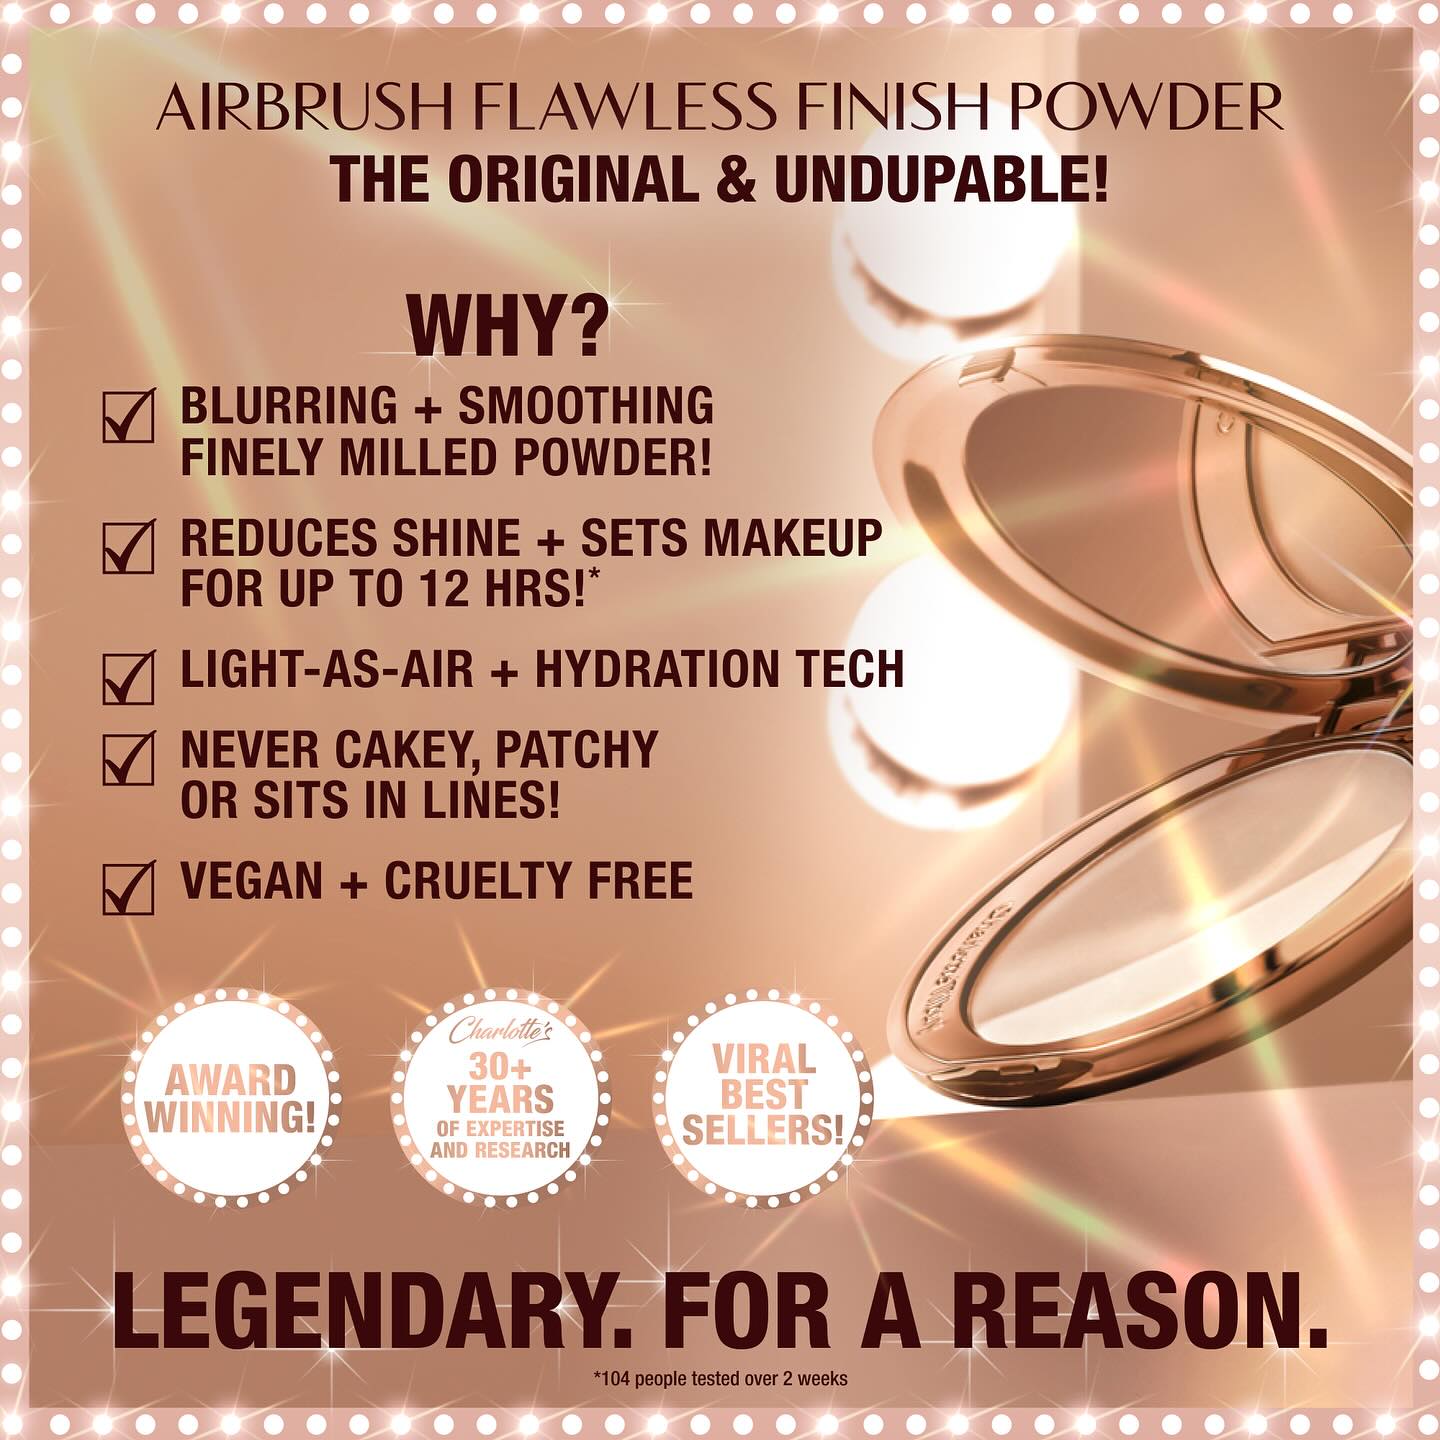 AIRBRUSH FLAWLESS FINISH POWDER
THE ORIGINAL & UNDUPABLE!
WHY?
BLURRING + SMOOTHING
FINELY MILLED POWDER!
REDUCES SHINE + SETS MAKEUP
FOR UP TO 12 HRS!*
LIGHT-AS-AIR + HYDRATION TECH
NEVER CAKEY, PATCHY
OR SITS IN LINES!
VEGAN + CRUELTY FREE
AWARD
WINNING!
Charlotte's
30+
YEARS
OF EXPERTISE
AND RESEARCH
VIRAL
BEST
SELLERS!
LEGENDARY. FOR A REASON.
*104 people tested over 2 weeks